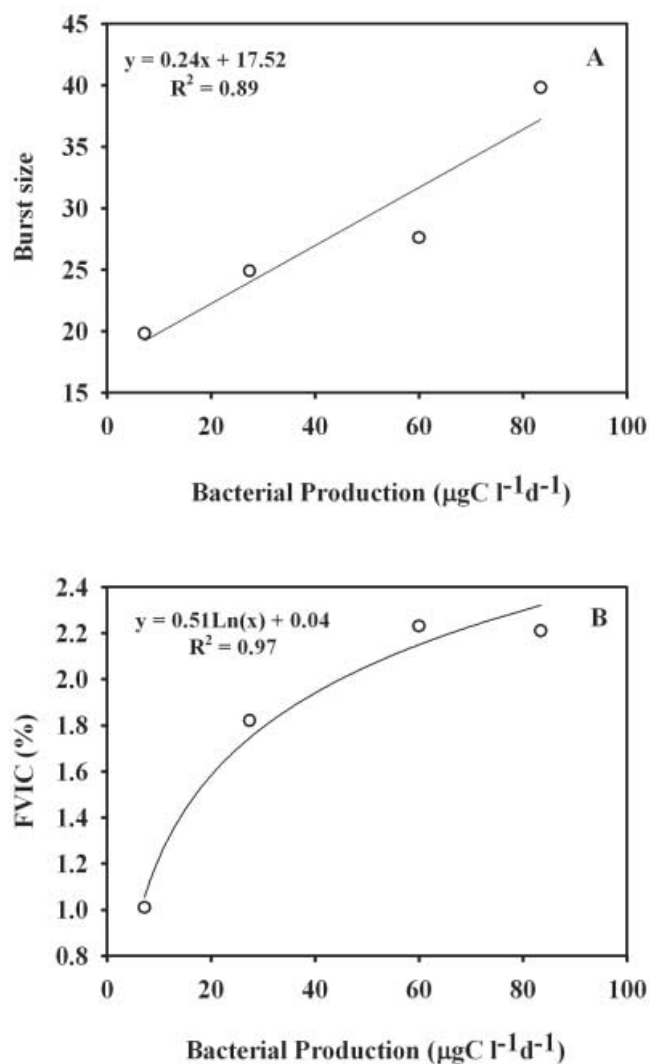 45
40
35
30
25
20
15
y = 0.24x + 17.52
R² = 0.89
A
Burst size
0 20 40 60 80 100
Bacterial Production (µgC l⁻¹d⁻¹)
2.4
2.2
2.0
1.8
1.6
1.4
1.2
1.0
0.8
y = 0.51Ln(x) + 0.04
R² = 0.97
B
FVIC (%)
0 20 40 60 80 100
Bacterial Production (µgC l⁻¹d⁻¹)